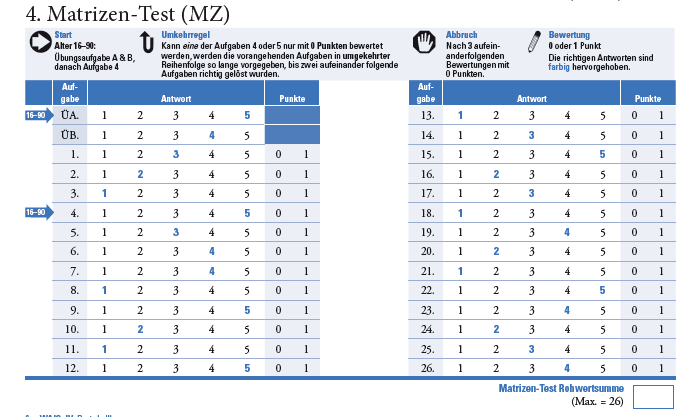 4. Matrizen-Test (MZ)
Start
Alter 16–90:
Übungsaufgabe A & B,
danach Aufgabe 4
Umkehrregel
Kann eine der Aufgaben 4 oder 5 nur mit 0 Punkten bewertet
werden, werden die vorangehenden Aufgaben in umgekehrter
Reihenfolge so lange vorgegeben, bis zwei aufeinander folgende
Aufgaben richtig gelöst wurden.
Abbruch
Nach 3 aufein-
anderfolgenden
Bewertungen mit
0 Punkten.
Bewertung
0 oder 1 Punkt
Die richtigen Antworten sind
farbig hervorgehoben.
Auf-
gabe Antwort Punkte
16–90 ÜA. 1 2 3 4 5
ÜB. 1 2 3 4 5
1. 1 2 3 4 5 0 1
2. 1 2 3 4 5 0 1
3. 1 2 3 4 5 0 1
16–90 4. 1 2 3 4 5 0 1
5. 1 2 3 4 5 0 1
6. 1 2 3 4 5 0 1
7. 1 2 3 4 5 0 1
8. 1 2 3 4 5 0 1
9. 1 2 3 4 5 0 1
10. 1 2 3 4 5 0 1
11. 1 2 3 4 5 0 1
12. 1 2 3 4 5 0 1
Auf-
gabe Antwort Punkte
13. 1 2 3 4 5 0 1
14. 1 2 3 4 5 0 1
15. 1 2 3 4 5 0 1
16. 1 2 3 4 5 0 1
17. 1 2 3 4 5 0 1
18. 1 2 3 4 5 0 1
19. 1 2 3 4 5 0 1
20. 1 2 3 4 5 0 1
21. 1 2 3 4 5 0 1
22. 1 2 3 4 5 0 1
23. 1 2 3 4 5 0 1
24. 1 2 3 4 5 0 1
25. 1 2 3 4 5 0 1
26. 1 2 3 4 5 0 1
Matrizen-Test Rohwertsumme
(Max. = 26)